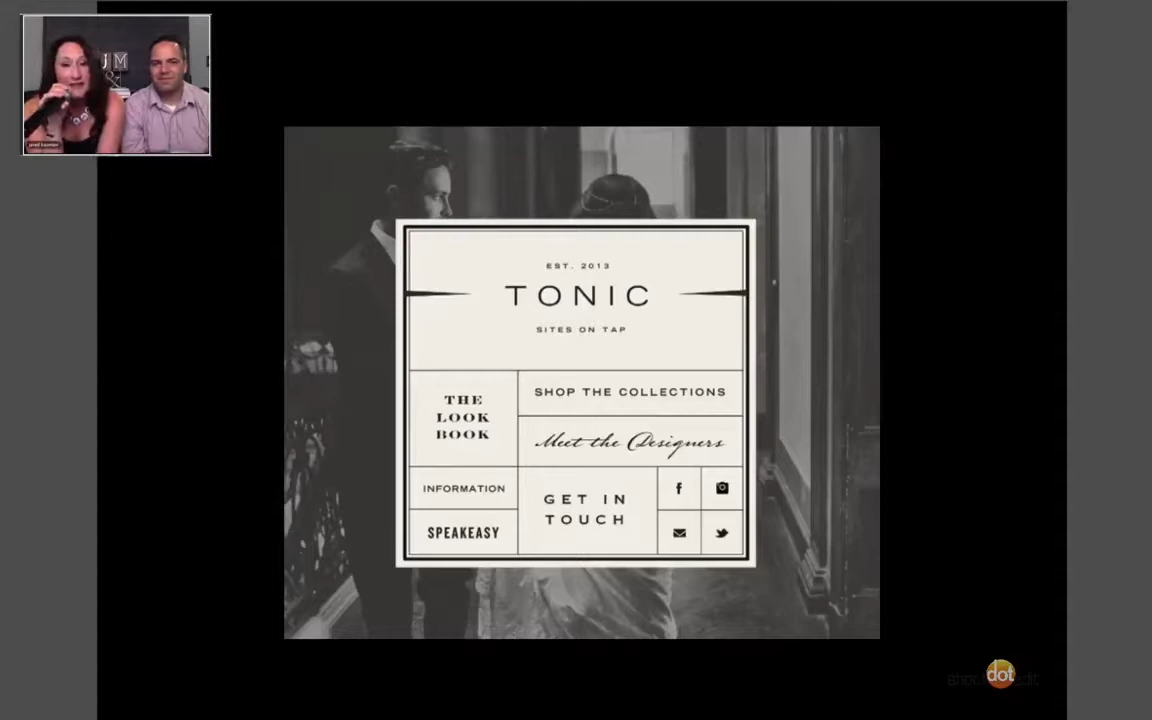 j M
&
EST. 2013
TONIC
SITES ON TAP
THE
LOOK
BOOK
SHOP THE COLLECTIONS
Meet the Designers
INFORMATION
SPEAKEASY
GET IN
TOUCH
f
dot